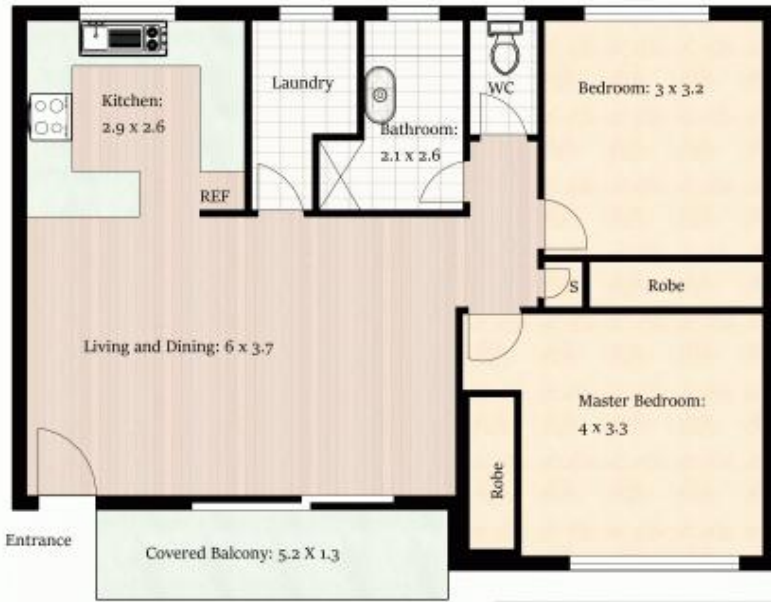 Kitchen:
2.9 x 2.6
Laundry
Bathroom:
2.1 x 2.6
WC
Bedroom: 3 x 3.2
REF
S
Robe
Living and Dining: 6 x 3.7
Master Bedroom:
4 x 3.3
Robe
Entrance
Covered Balcony: 5.2 X 1.3